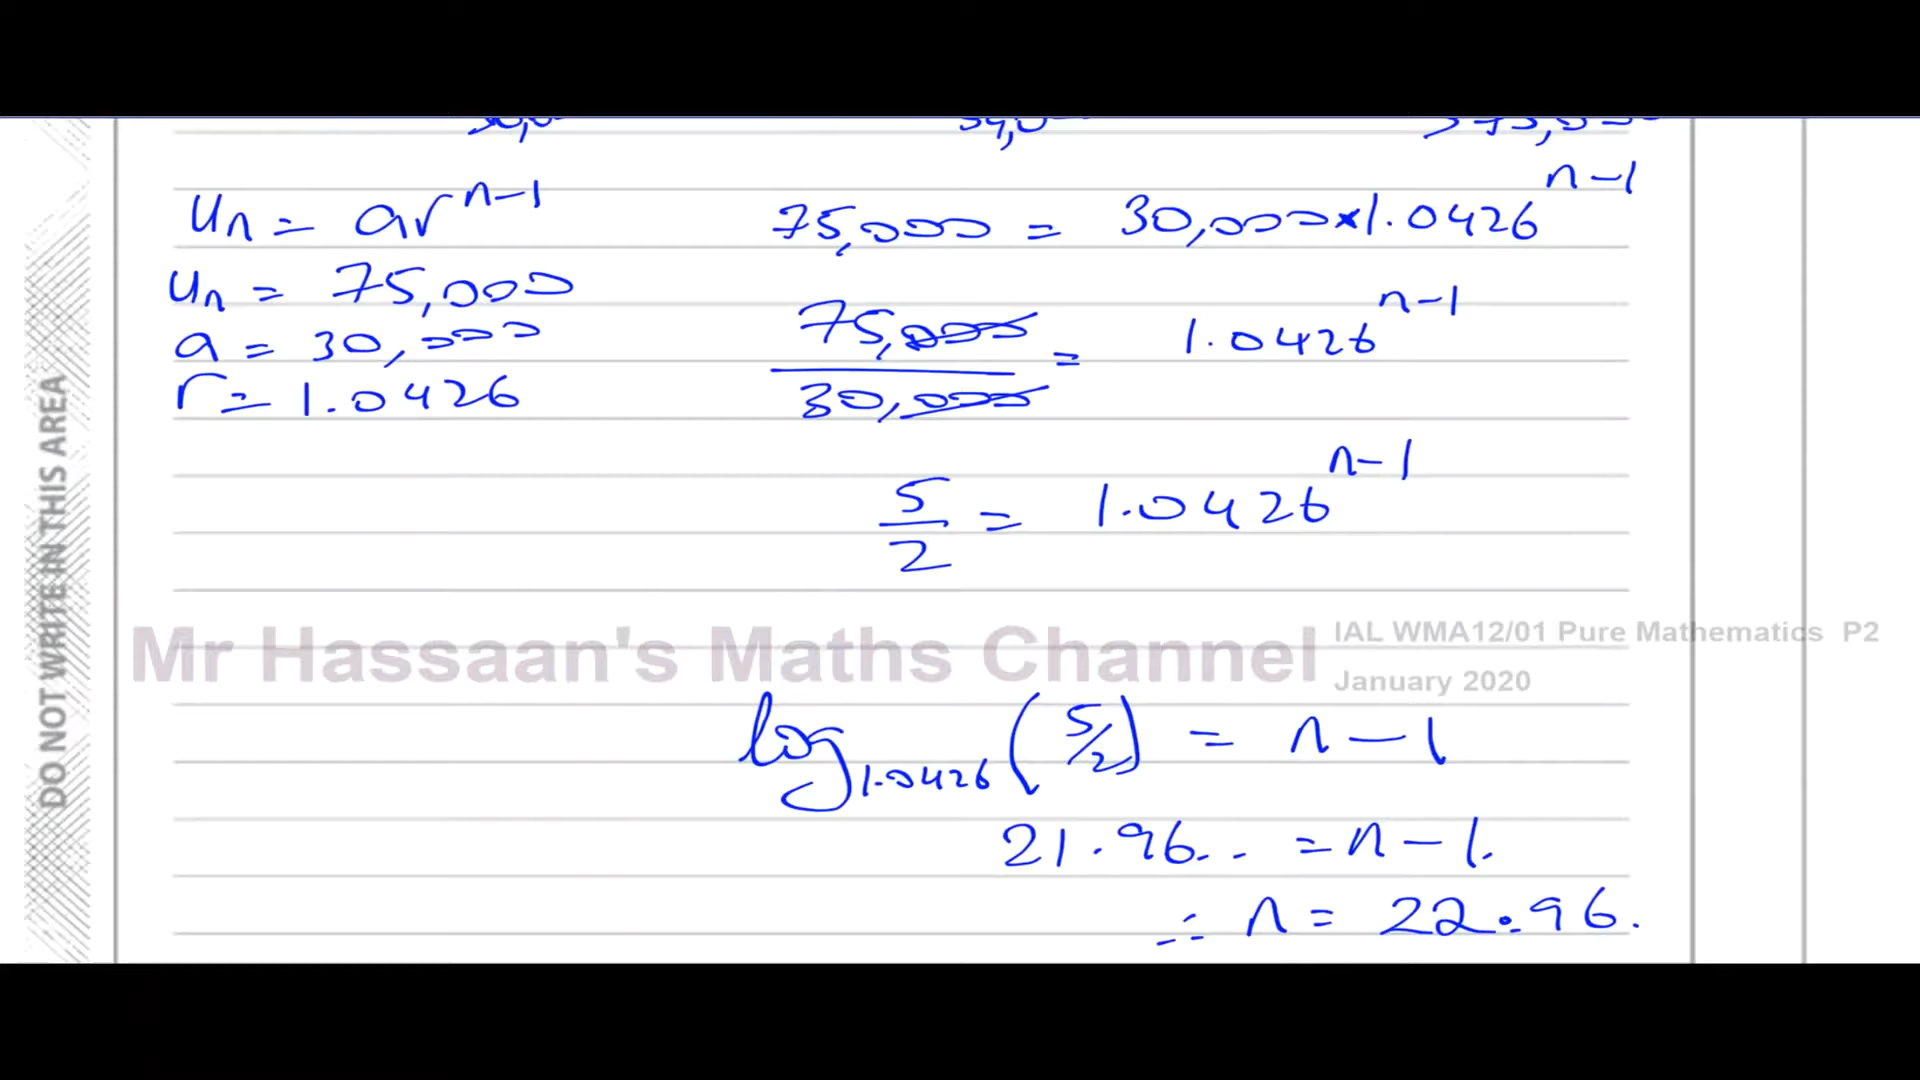 uₙ = ar^(n-1)
75,000 = 30,000×1.0426^(n-1)
uₙ = 75,000
a = 30,000
r = 1.0426
75,000/30,000 = 1.0426^(n-1)
5/2 = 1.0426^(n-1)
DO NOT WRITE IN THIS AREA
Mr Hassaan's Maths Channel
IAL WMA12/01 Pure Mathematics P2
January 2020
log₁.₀₄₂₆(5/2) = n-1
21.96.. = n-1.
∴ n = 22.96.